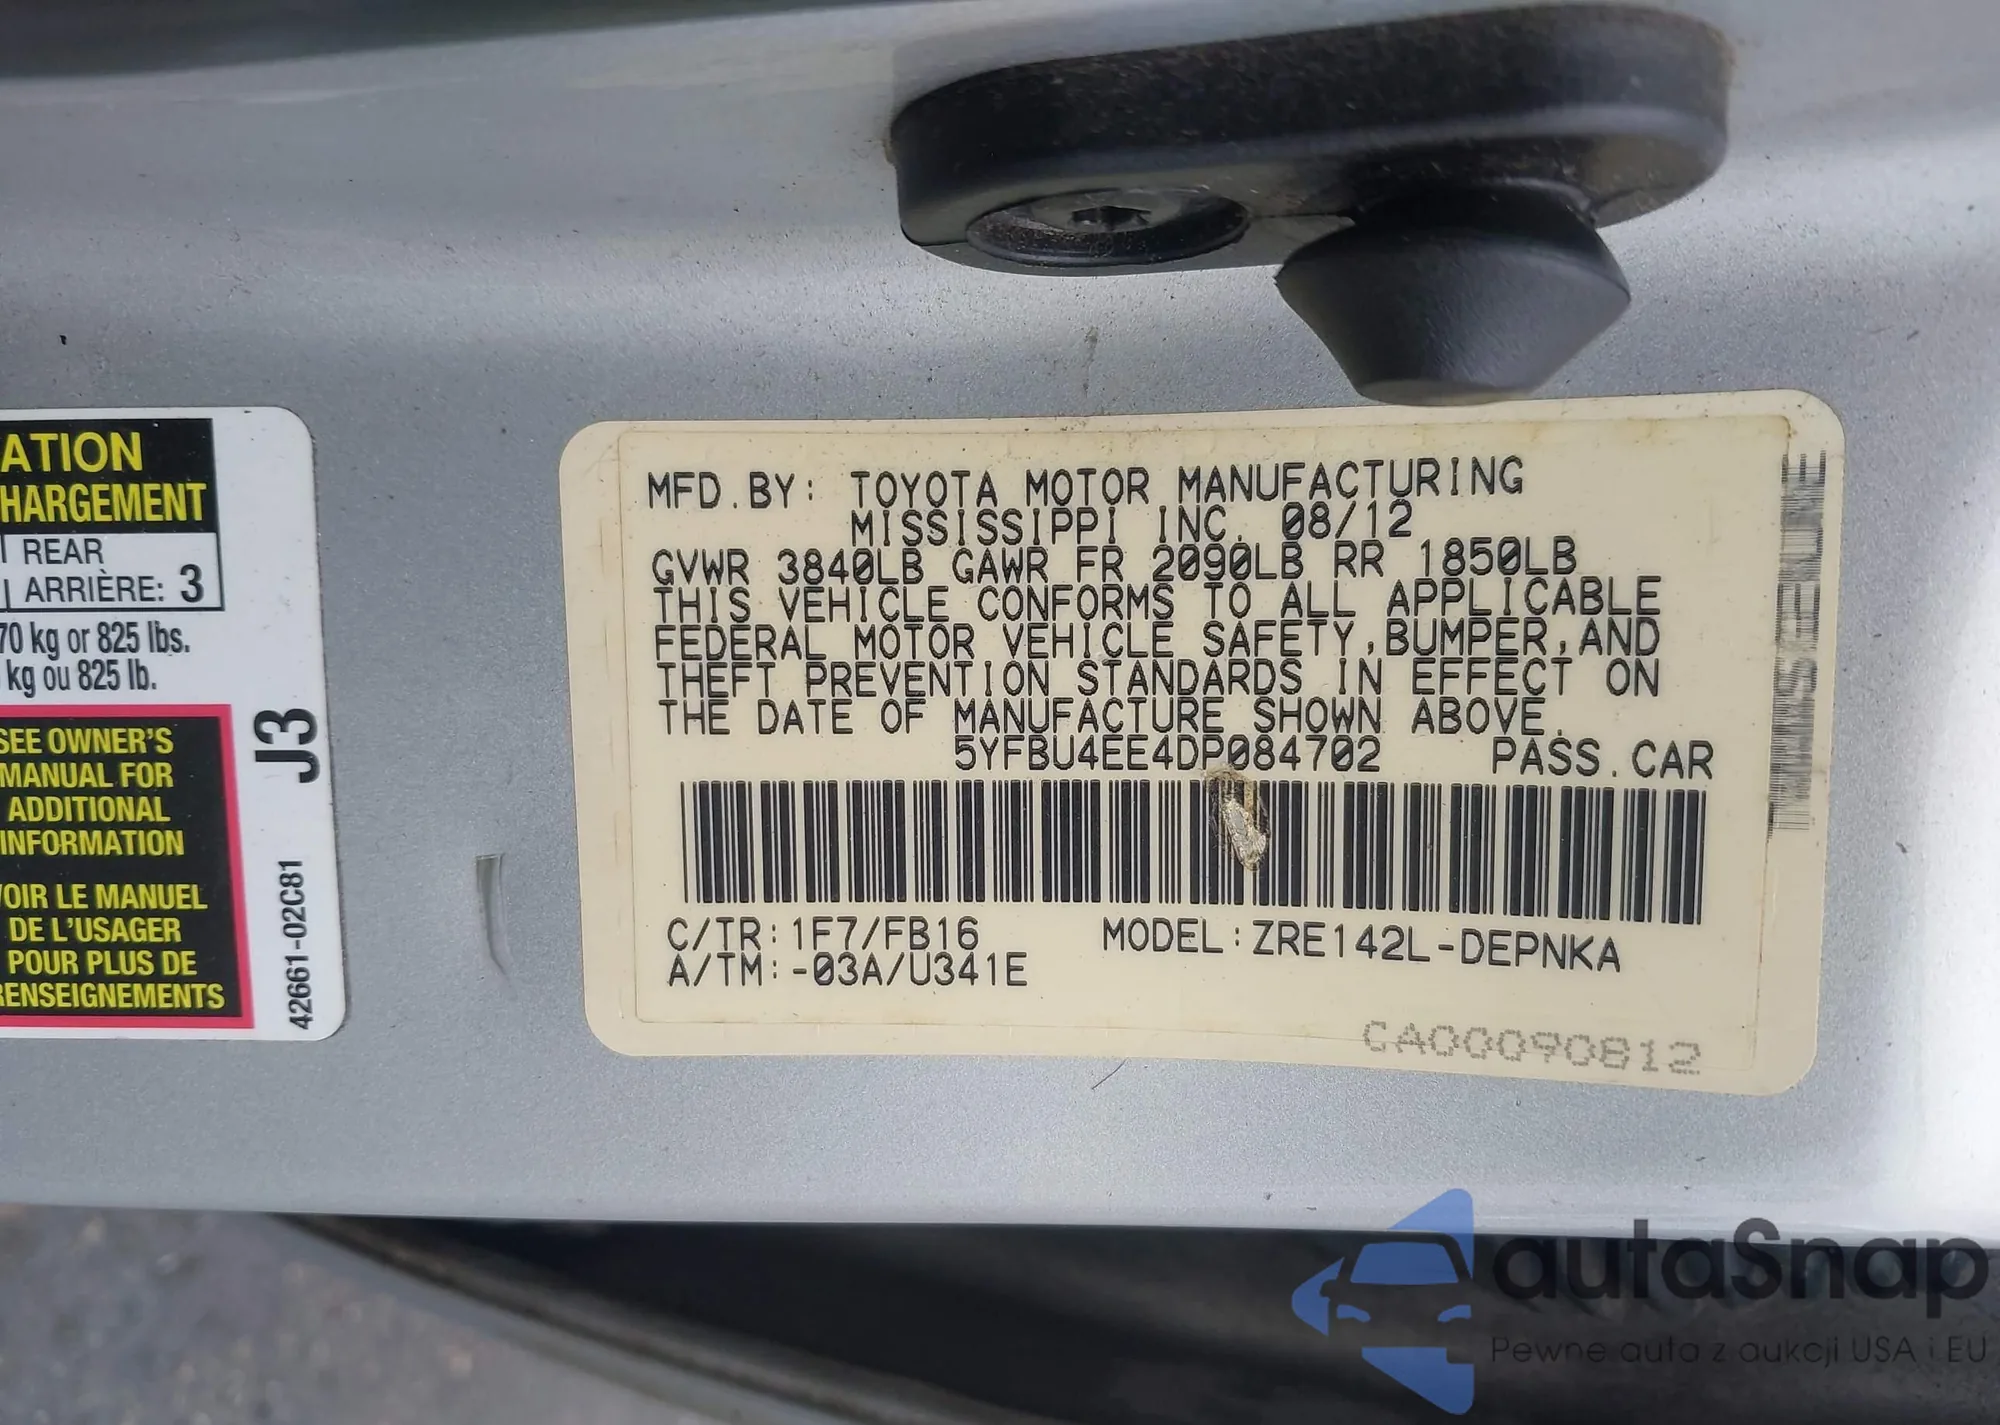 ATION
HARGEMENT
REAR
ARRIÈRE: 3
70 kg or 825 lbs.
kg ou 825 lb.
SEE OWNER'S
MANUAL FOR
ADDITIONAL
INFORMATION
VOIR LE MANUEL
DE L'USAGER
POUR PLUS DE
RENSEIGNEMENTS
J3
42661-02C81
MFD.BY: TOYOTA MOTOR MANUFACTURING
MISSISSIPPI INC. 08/12
GVWR 3840LB GAWR FR 2090LB RR 1850LB
THIS VEHICLE CONFORMS TO ALL APPLICABLE
FEDERAL MOTOR VEHICLE SAFETY,BUMPER,AND
THEFT PREVENTION STANDARDS IN EFFECT ON
THE DATE OF MANUFACTURE SHOWN ABOVE.
5YFBU4EE4DP084702 PASS.CAR
C/TR:1F7/FB16 MODEL:ZRE142L-DEPNKA
A/TM:-03A/U341E
CA00090812
autaSnap
Pewne auta z aukcji USA i EU